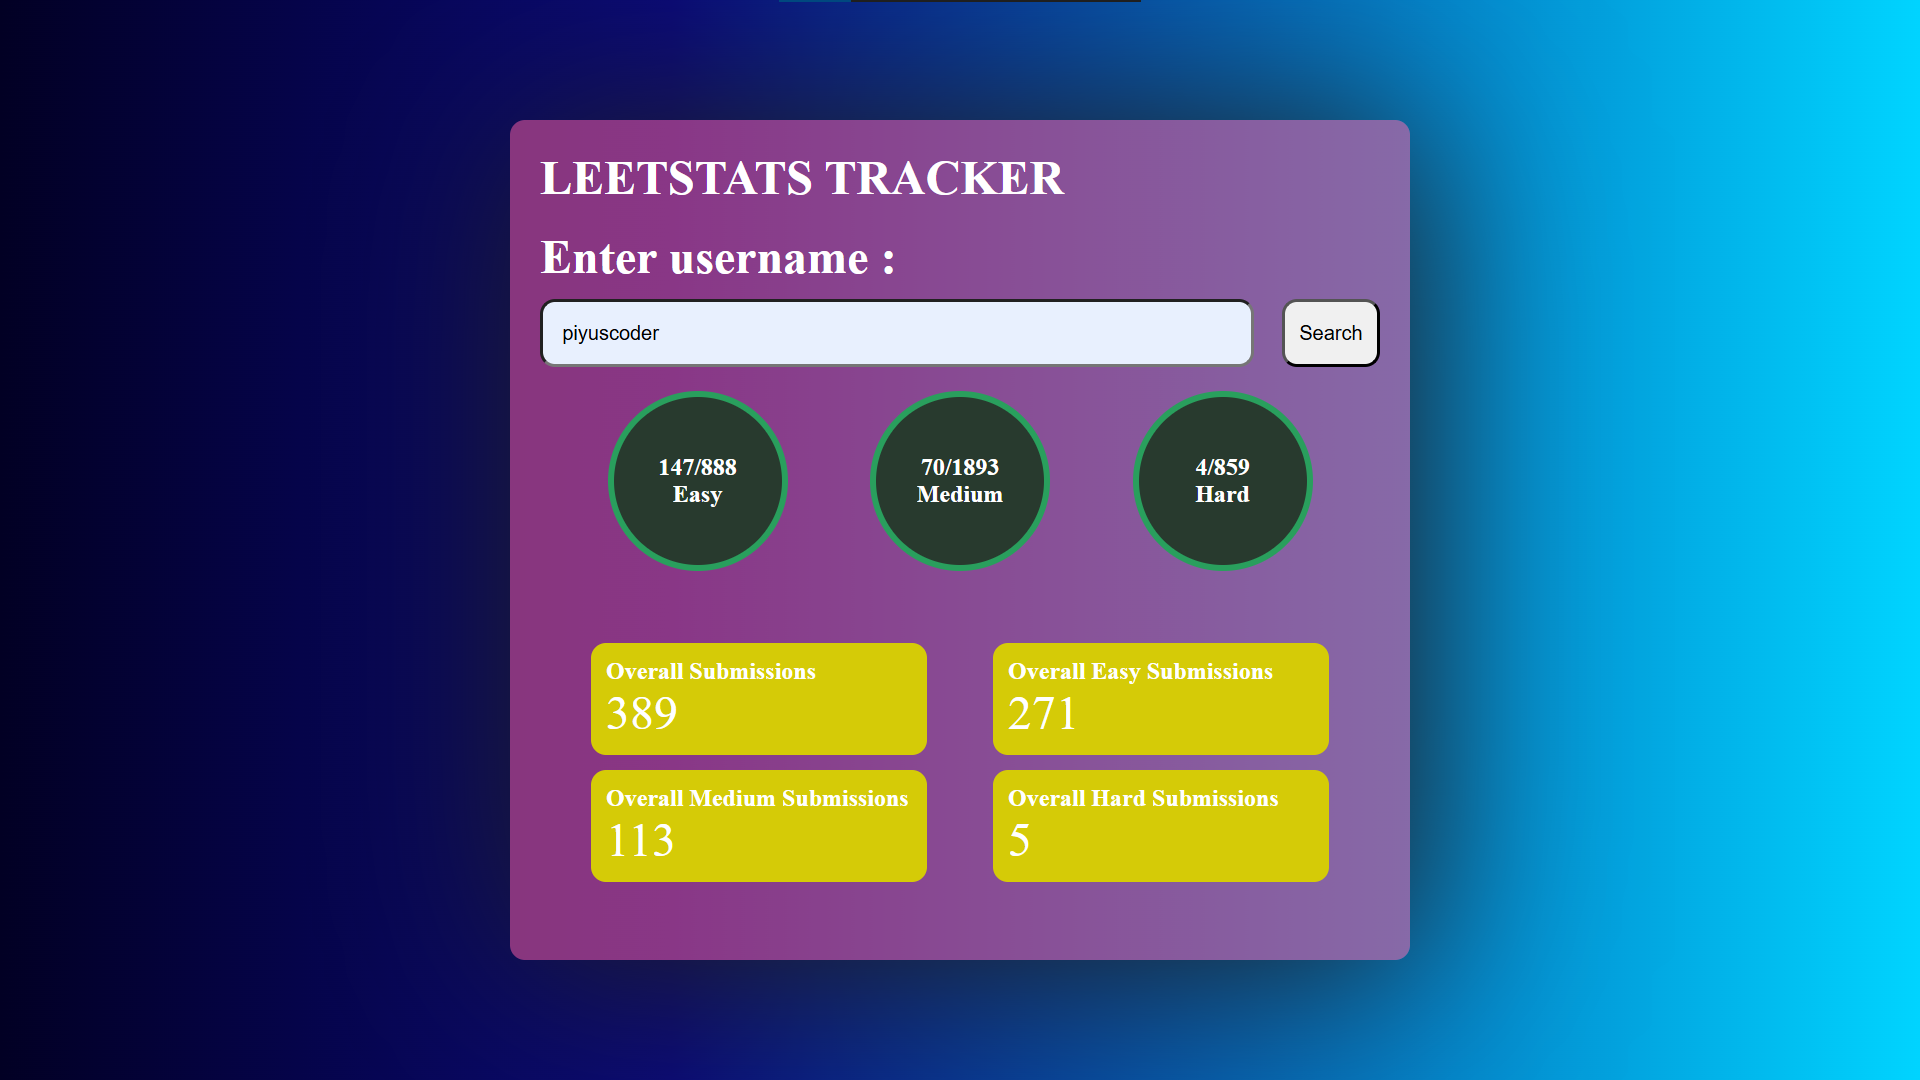 LEETSTATS TRACKER
Enter username :
piyuscoder
Search
147/888
Easy
70/1893
Medium
4/859
Hard
Overall Submissions
389
Overall Easy Submissions
271
Overall Medium Submissions
113
Overall Hard Submissions
5